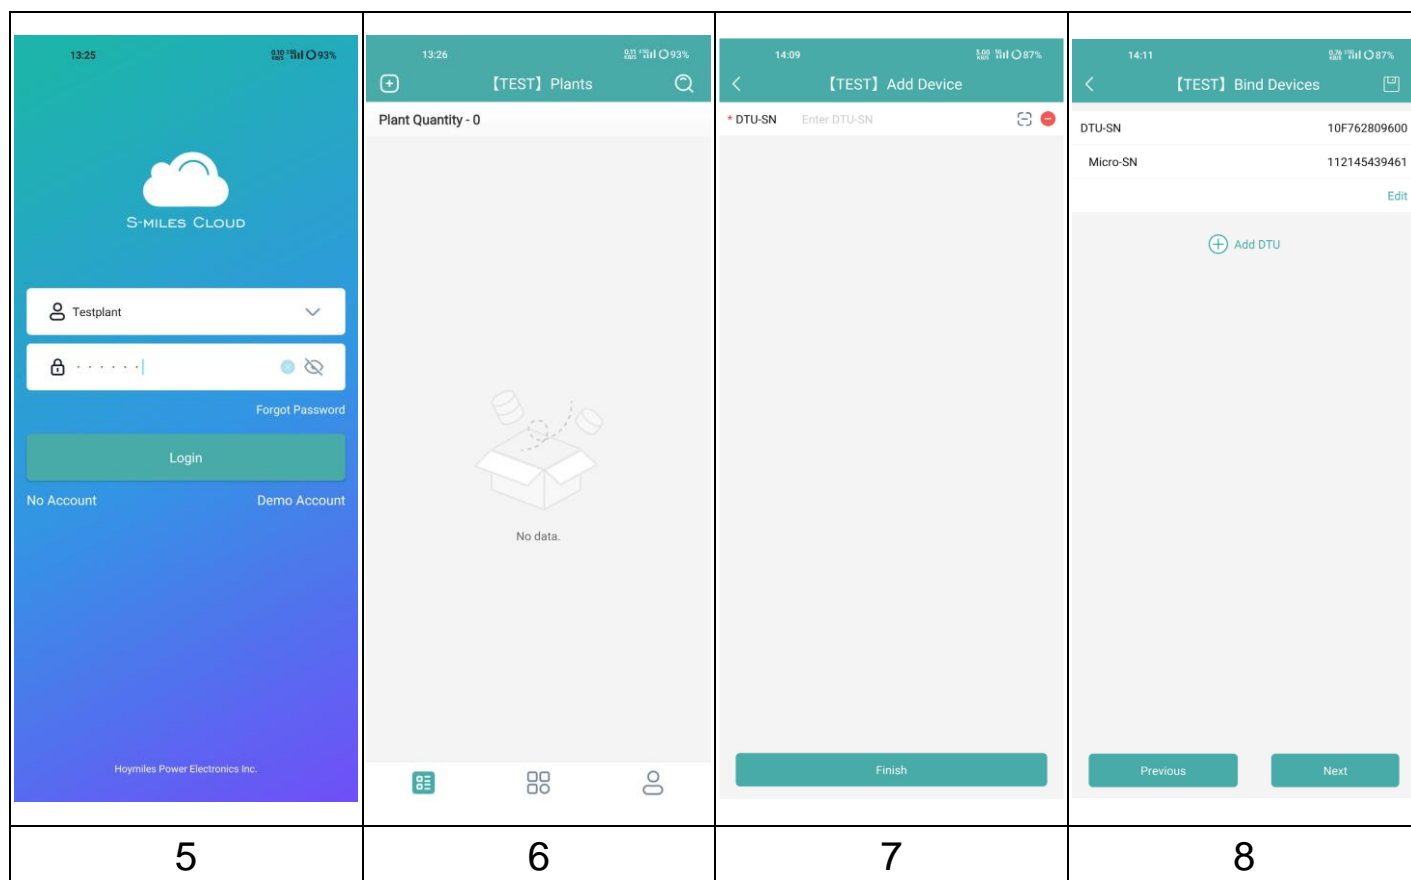 13:25
93%
S-MILES CLOUD
Testplant
Forgot Password
Login
No Account
Demo Account
Hoymiles Power Electronics Inc.
5
13:26
93%
【TEST】 Plants
Plant Quantity - 0
No data.
6
14:09
87%
【TEST】 Add Device
* DTU-SN Enter DTU-SN
Finish
7
14:11
87%
【TEST】 Bind Devices
DTU-SN 10F762809600
Micro-SN 112145439461
Edit
Add DTU
Previous
Next
8